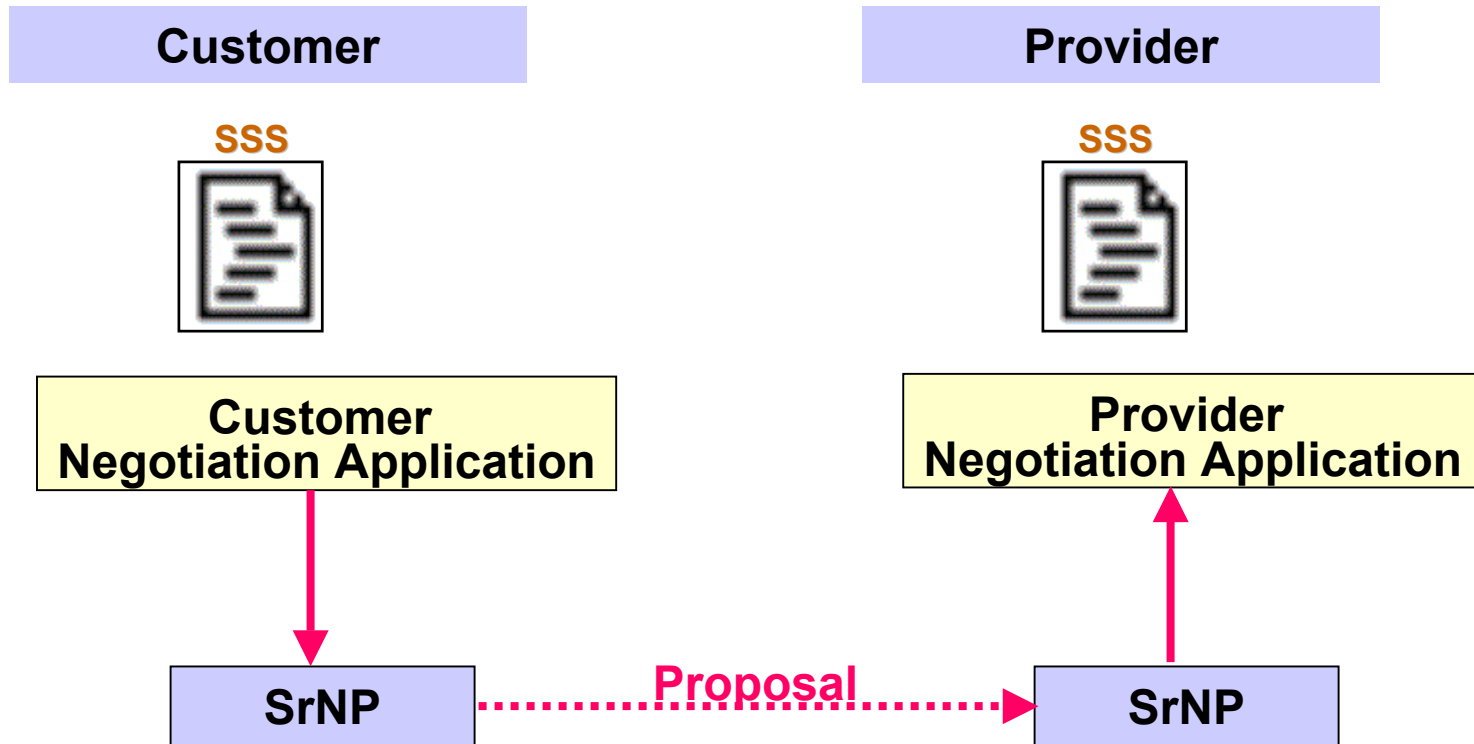 Customer
Provider
SSS
SSS
Customer
Negotiation Application
Provider
Negotiation Application
SrNP
Proposal
SrNP